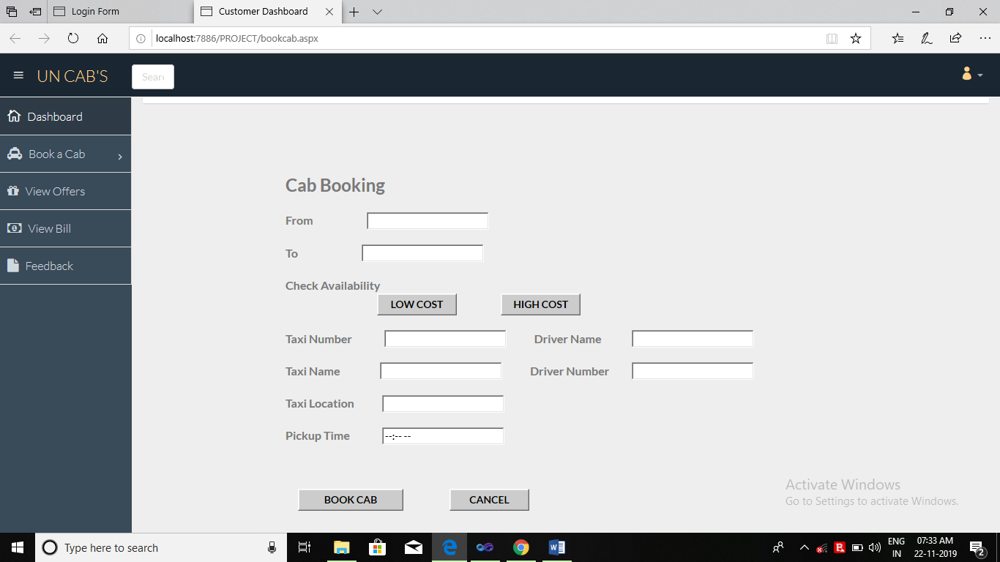 Login Form
Customer Dashboard
localhost:7886/PROJECT/bookcab.aspx
UN CAB'S
Sear
Dashboard
Book a Cab
View Offers
View Bill
Feedback
Cab Booking
From
To
Check Availability
LOW COST HIGH COST
Taxi Number Driver Name
Taxi Name Driver Number
Taxi Location
Pickup Time --:-- --
BOOK CAB CANCEL
Activate Windows
Go to Settings to activate Windows.
Type here to search
ENG
IN
07:33 AM
22-11-2019
2